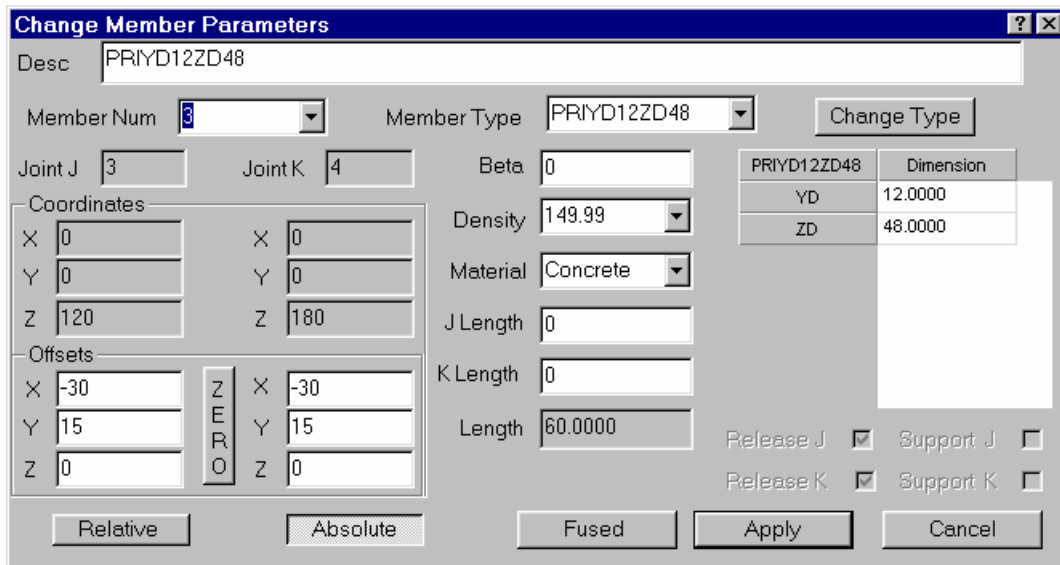 Change Member Parameters ? ×
Desc PRIYD12ZD48
Member Num 3 Member Type PRIYD12ZD48 Change Type
Joint J 3 Joint K 4 Beta 0 PRIYD12ZD48 Dimension
YD 12.0000
ZD 48.0000
Coordinates
X 0 X 0 Density 149.99
Y 0 Y 0 Material Concrete
Z 120 Z 180 J Length 0
Offsets
X -30 ZERO X -30 K Length 0
Y 15 Y 15 Length 60.0000
Z 0 Z 0
Release J Support J
Release K Support K
Relative Absolute Fused Apply Cancel